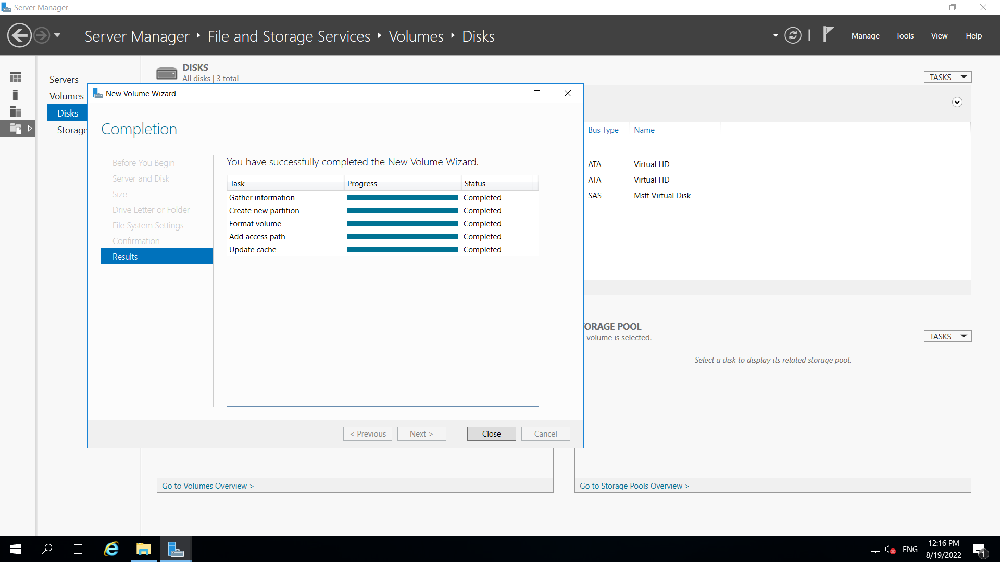 Server Manager
Server Manager ‣ File and Storage Services ‣ Volumes ‣ Disks
Manage Tools View Help
Servers
Volumes
Disks
Storage
DISKS
All disks | 3 total
TASKS
New Volume Wizard
Completion
Before You Begin
Server and Disk
Size
Drive Letter or Folder
File System Settings
Confirmation
Results
You have successfully completed the New Volume Wizard.
Task Progress Status
Gather information Completed
Create new partition Completed
Format volume Completed
Add access path Completed
Update cache Completed
< Previous Next > Close Cancel
Bus Type Name
ATA Virtual HD
ATA Virtual HD
SAS Msft Virtual Disk
ORAGE POOL
volume is selected.
TASKS
Select a disk to display its related storage pool.
Go to Volumes Overview >
Go to Storage Pools Overview >
ENG
12:16 PM
8/19/2022
1